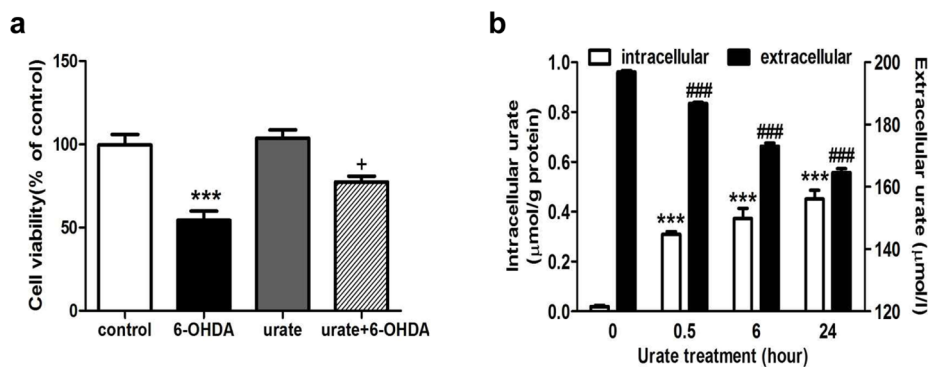 a
Cell viability(% of control)
150
100
50
0
***
+
control
6-OHDA
urate
urate+6-OHDA
b
intracellular
extracellular
Intracellular urate
(μmol/g protein)
1.0
0.8
0.6
0.4
0.2
0.0
###
###
###
***
***
***
200
180
160
140
120
Extracellular urate (μmol/l)
0
0.5
6
24
Urate treatment (hour)